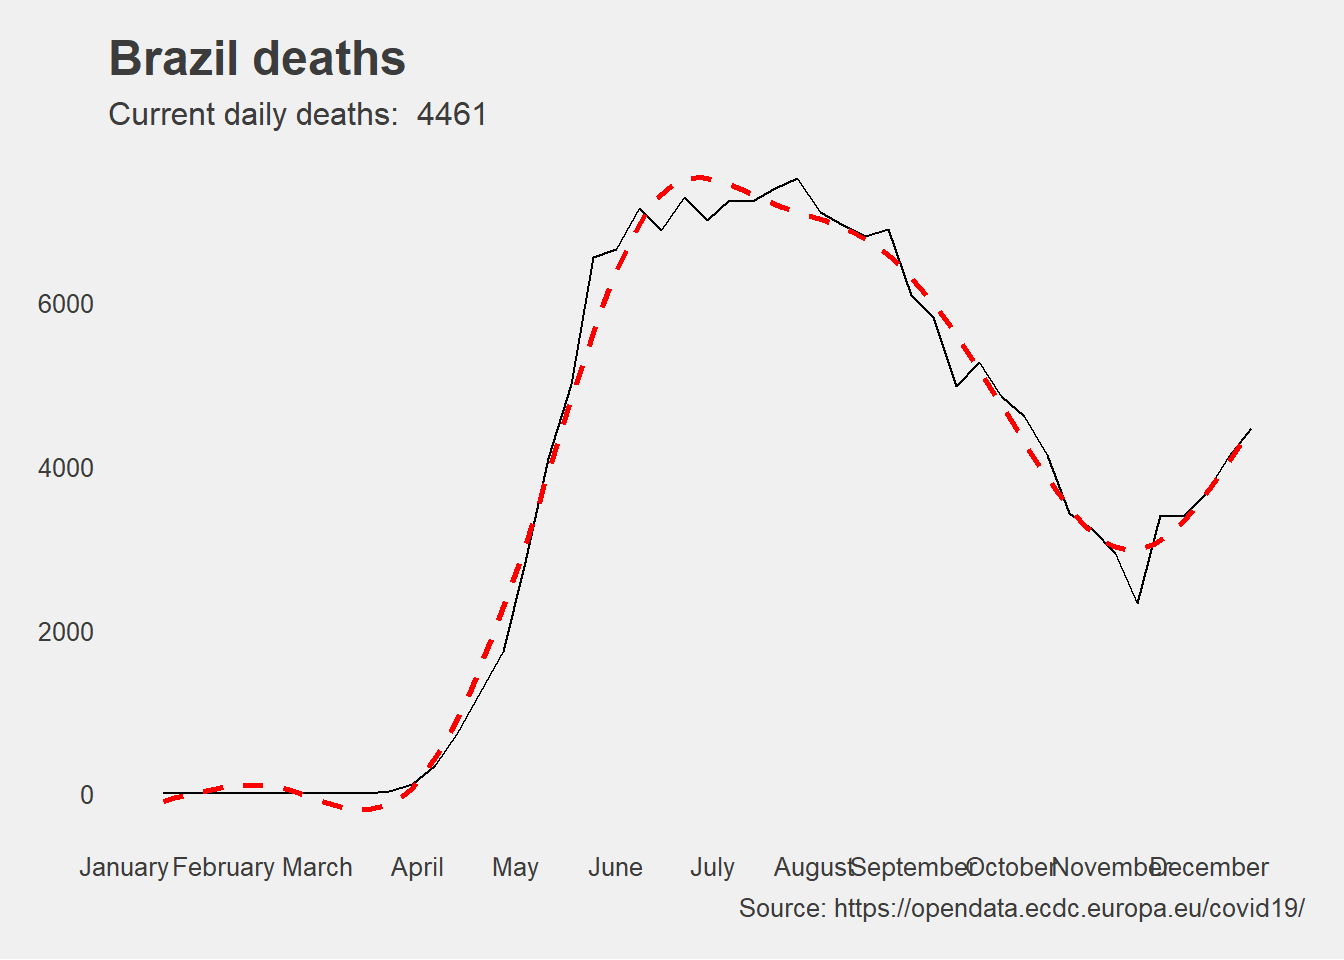 Brazil deaths
Current daily deaths:  4461
6000
4000
2000
0
January February March April May June July August September October November December
Source: https://opendata.ecdc.europa.eu/covid19/